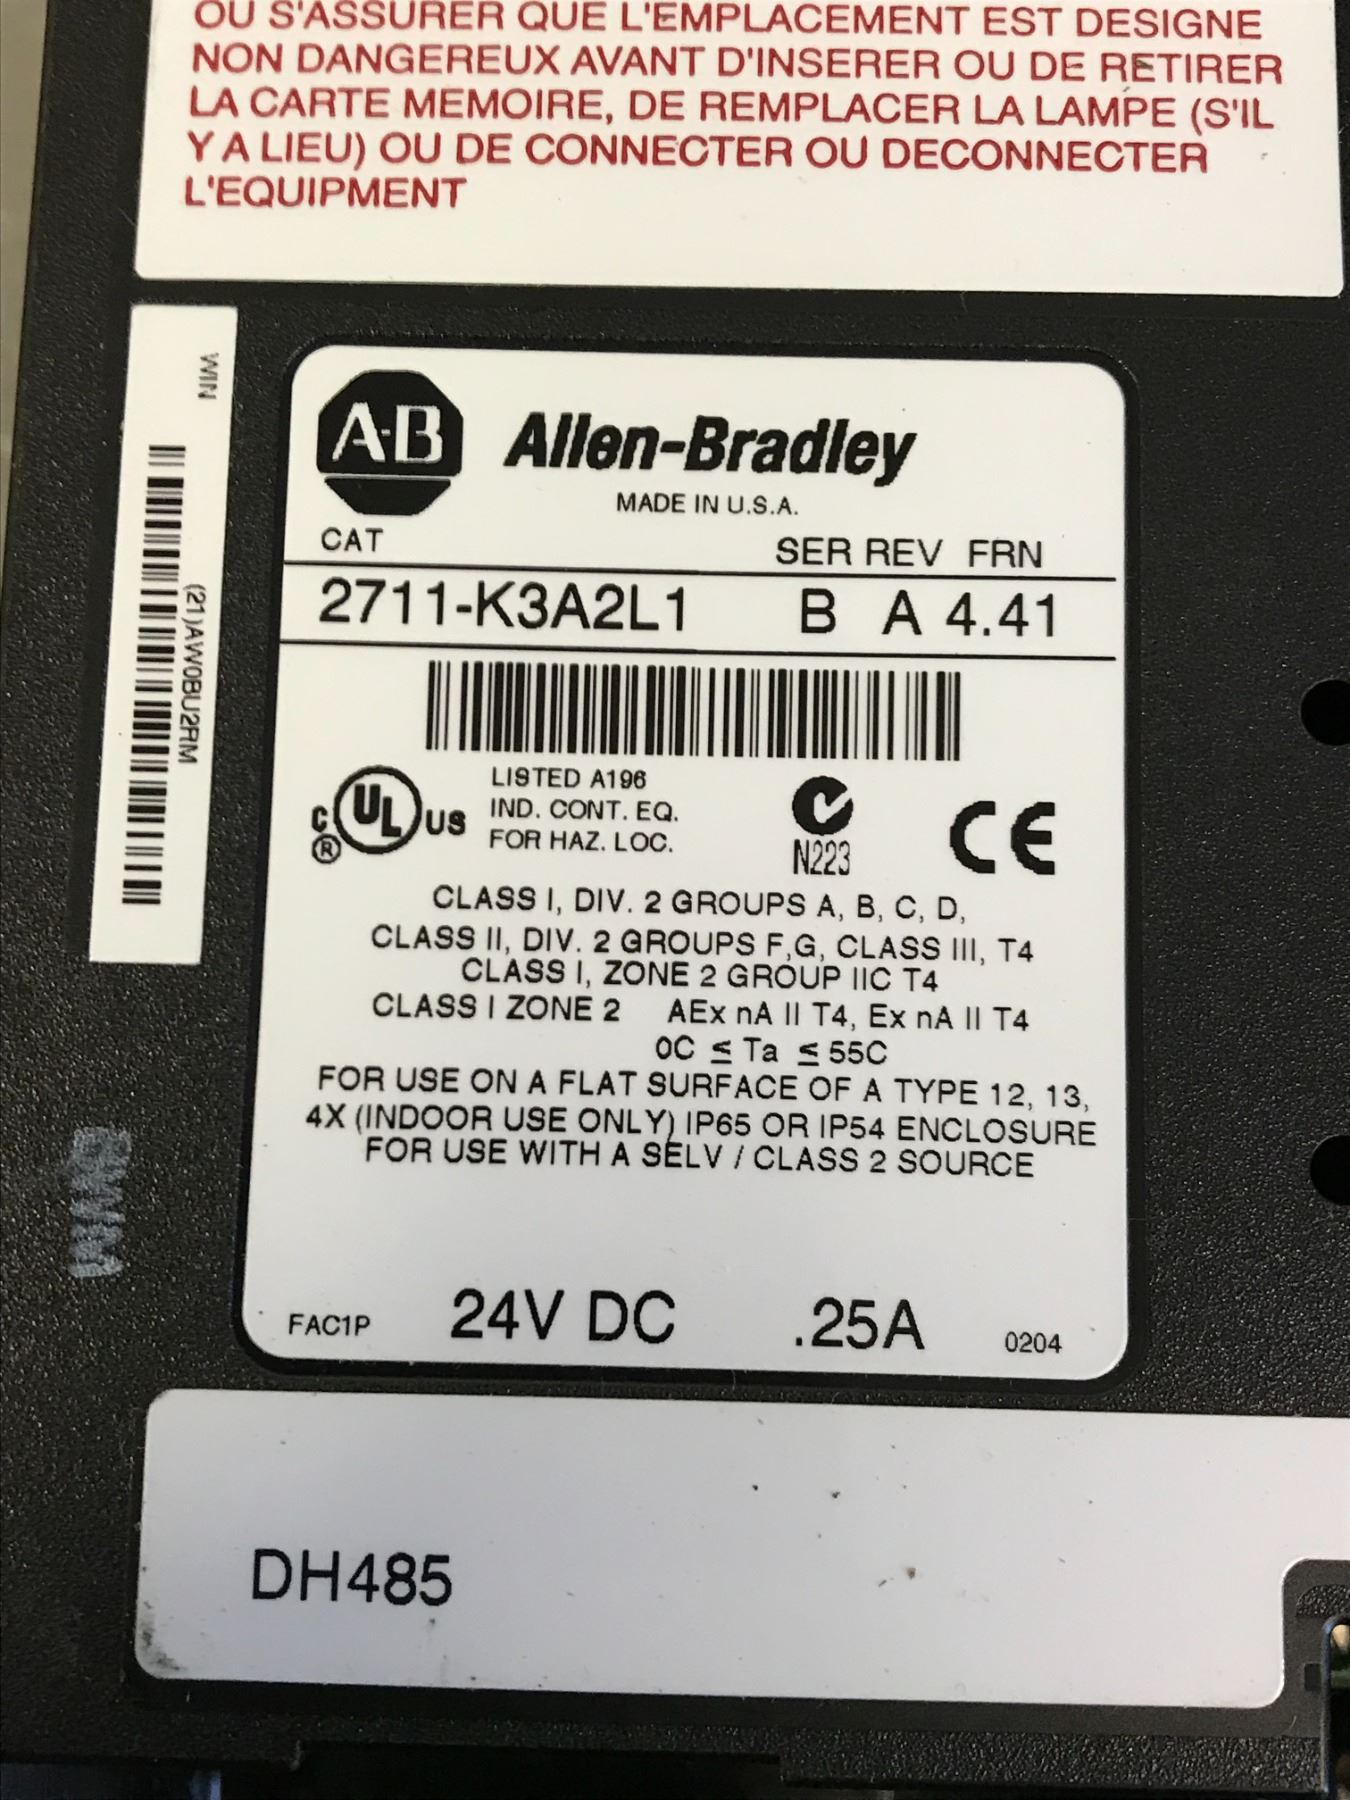 OU S'ASSURER QUE L'EMPLACEMENT EST DESIGNE
NON DANGEREUX AVANT D'INSERER OU DE RETIRER
LA CARTE MEMOIRE, DE REMPLACER LA LAMPE (S'IL
Y A LIEU) OU DE CONNECTER OU DECONNECTER
L'EQUIPMENT
WIN
(21)AW0BU2RM
A-B Allen-Bradley
MADE IN U.S.A.
CAT SER REV FRN
2711-K3A2L1 B A 4.41
C UL US ®
LISTED A196
IND. CONT. EQ.
FOR HAZ. LOC.
N223
CE
CLASS I, DIV. 2 GROUPS A, B, C, D,
CLASS II, DIV. 2 GROUPS F,G, CLASS III, T4
CLASS I, ZONE 2 GROUP IIC T4
CLASS I ZONE 2 AEx nA II T4, Ex nA II T4
0C ≤ Ta ≤ 55C
FOR USE ON A FLAT SURFACE OF A TYPE 12, 13,
4X (INDOOR USE ONLY) IP65 OR IP54 ENCLOSURE
FOR USE WITH A SELV / CLASS 2 SOURCE
FAC1P 24V DC .25A 0204
DH485